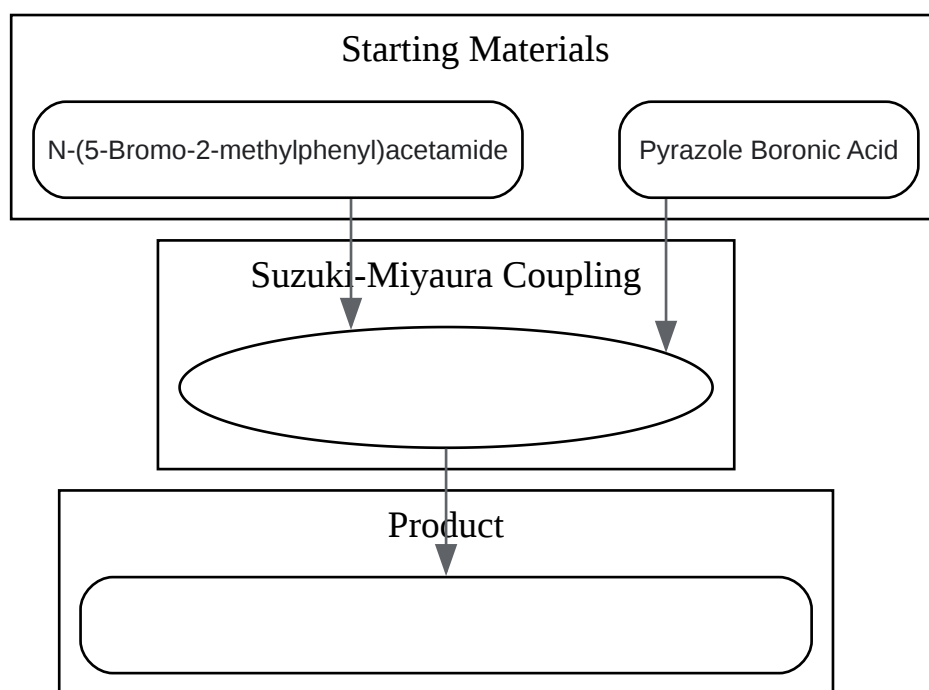 Starting Materials
N-(5-Bromo-2-methylphenyl)acetamide
Pyrazole Boronic Acid
Suzuki-Miyaura Coupling
Product